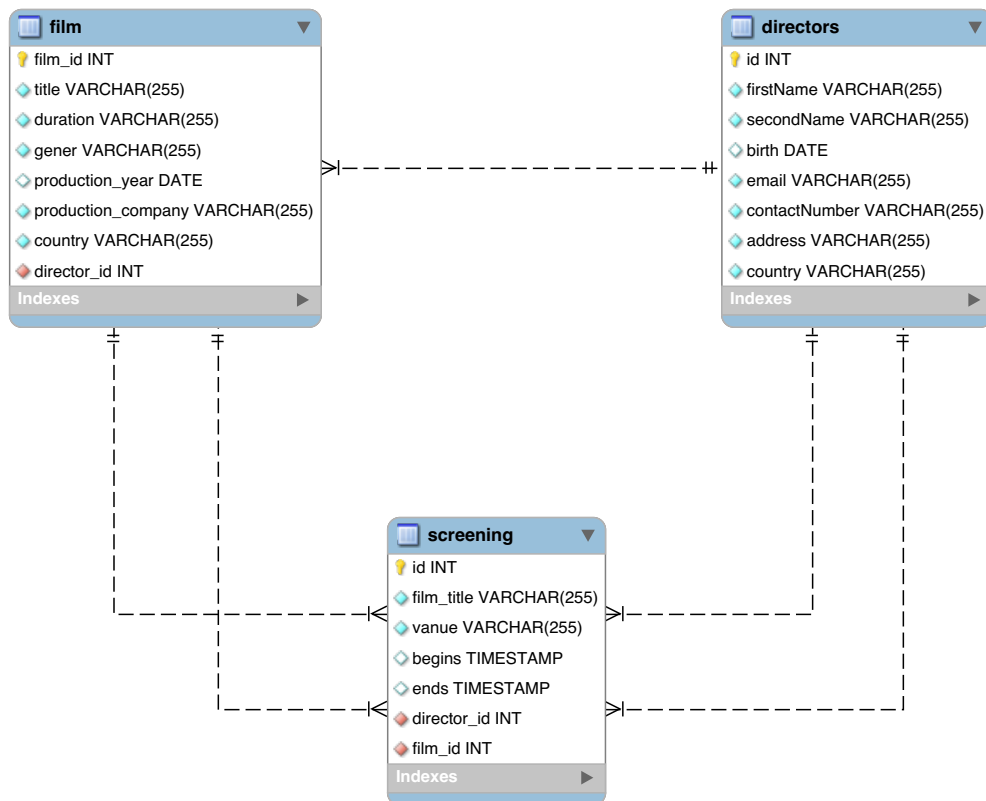 film
film_id INT
title VARCHAR(255)
duration VARCHAR(255)
gener VARCHAR(255)
production_year DATE
production_company VARCHAR(255)
country VARCHAR(255)
director_id INT
Indexes
directors
id INT
firstName VARCHAR(255)
secondName VARCHAR(255)
birth DATE
email VARCHAR(255)
contactNumber VARCHAR(255)
address VARCHAR(255)
country VARCHAR(255)
Indexes
screening
id INT
film_title VARCHAR(255)
vanue VARCHAR(255)
begins TIMESTAMP
ends TIMESTAMP
director_id INT
film_id INT
Indexes